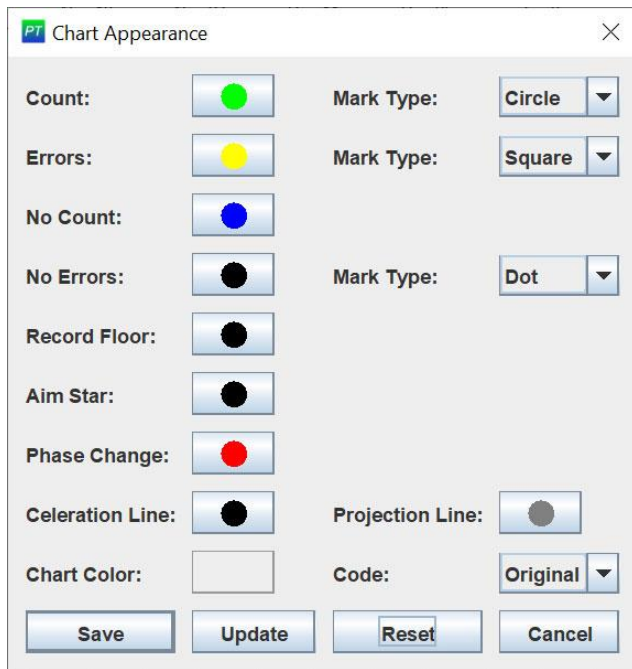 PT Chart Appearance
Count: Mark Type: Circle
Errors: Mark Type: Square
No Count:
No Errors: Mark Type: Dot
Record Floor:
Aim Star:
Phase Change:
Celeration Line: Projection Line:
Chart Color: Code: Original
Save Update Reset Cancel